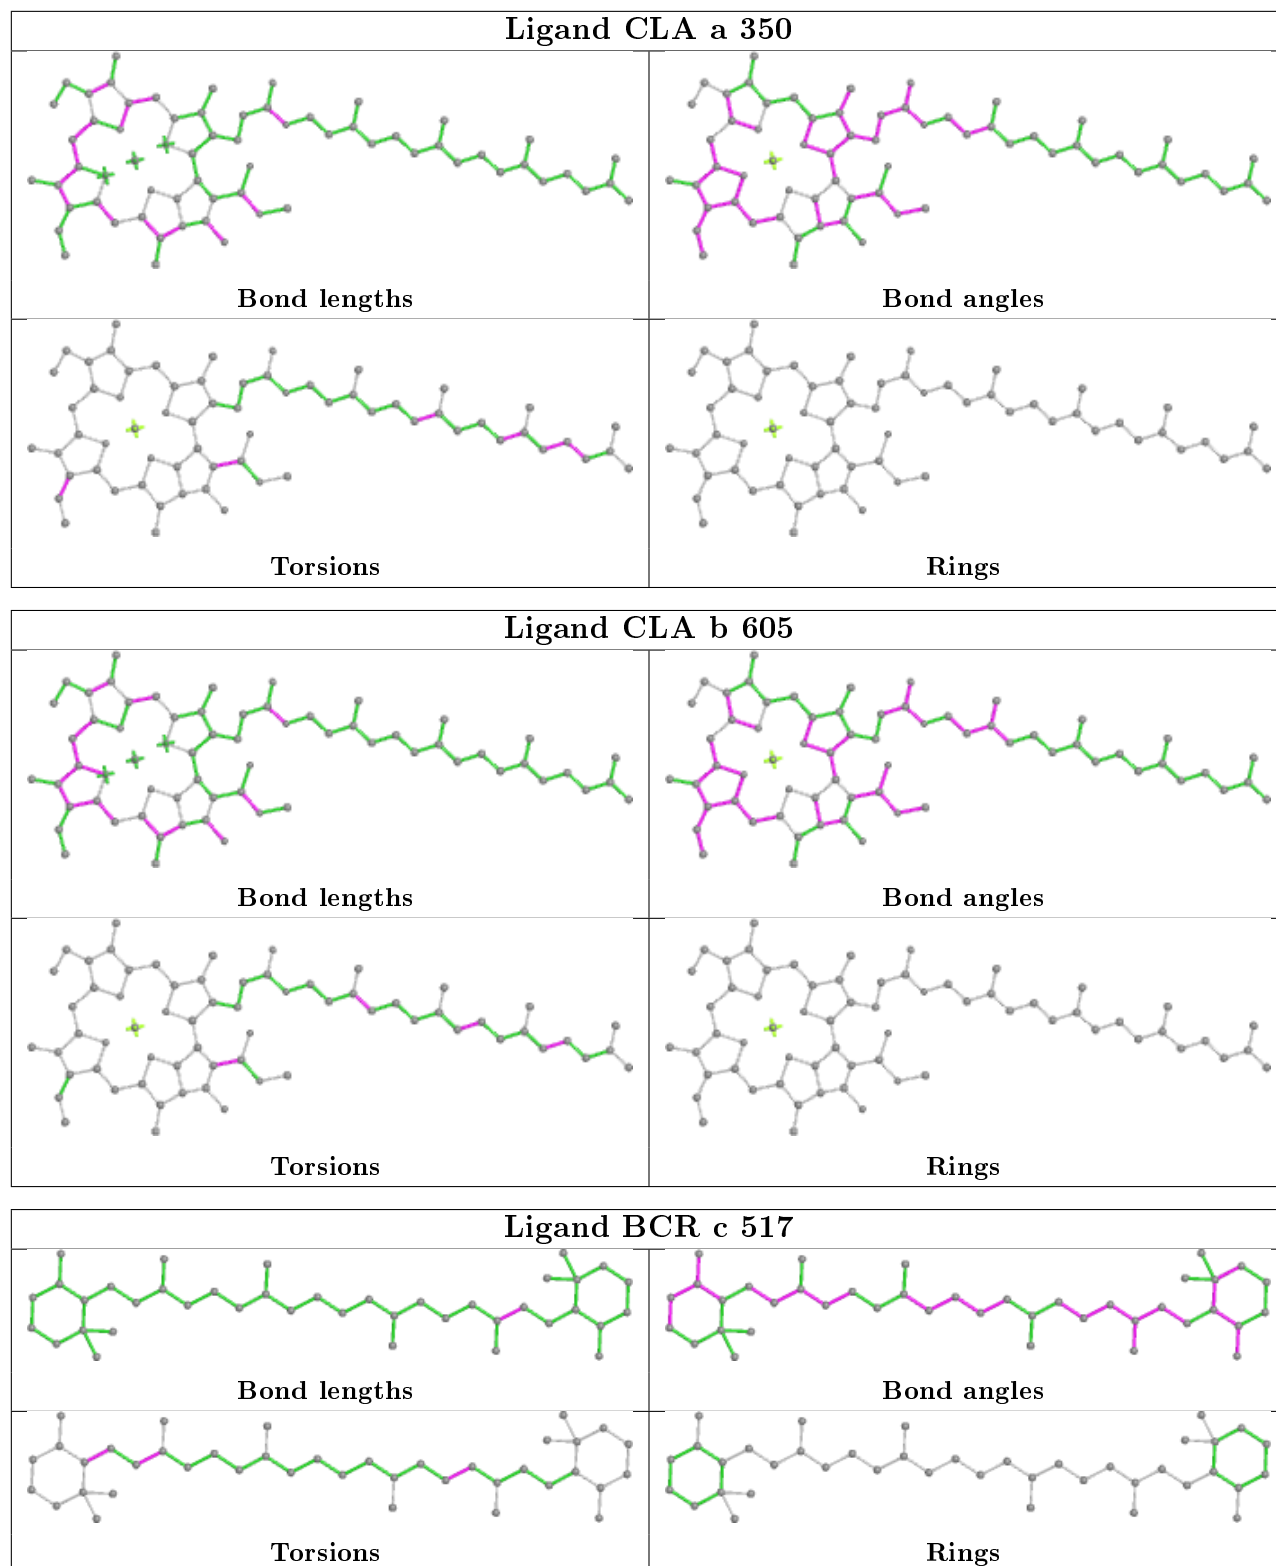 Ligand CLA a 350
Bond lengths
Bond angles
Torsions
Rings
Ligand CLA b 605
Bond lengths
Bond angles
Torsions
Rings
Ligand BCR c 517
Bond lengths
Bond angles
Torsions
Rings